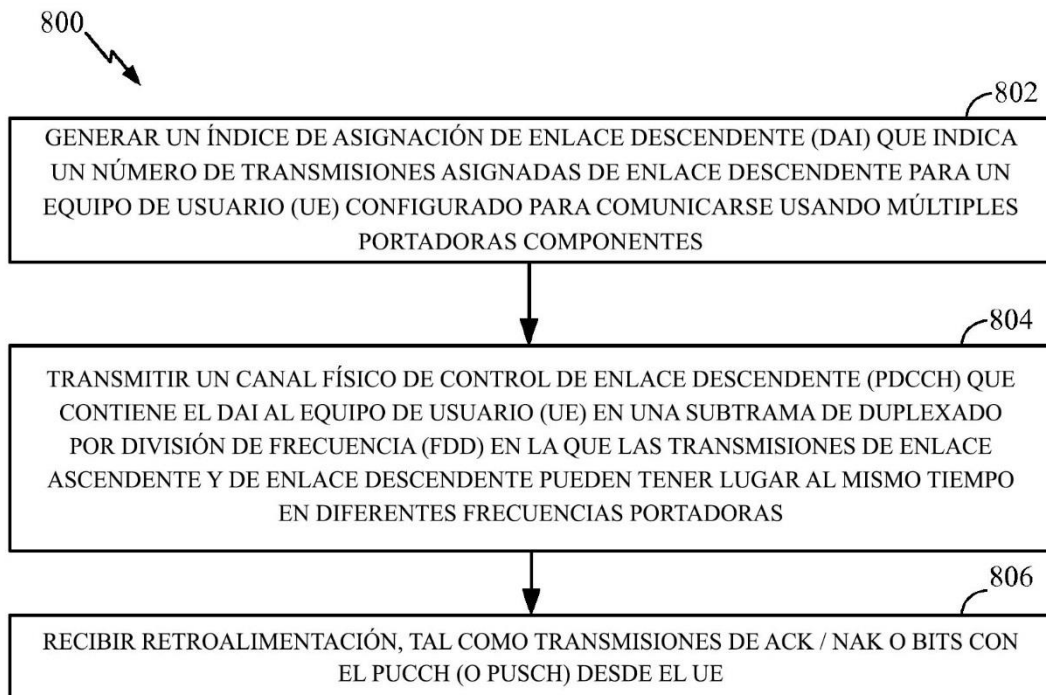 800
802
GENERAR UN ÍNDICE DE ASIGNACIÓN DE ENLACE DESCENDENTE (DAI) QUE INDICA
UN NÚMERO DE TRANSMISIONES ASIGNADAS DE ENLACE DESCENDENTE PARA UN
EQUIPO DE USUARIO (UE) CONFIGURADO PARA COMUNICARSE USANDO MÚLTIPLES
PORTADORAS COMPONENTES
804
TRANSMITIR UN CANAL FÍSICO DE CONTROL DE ENLACE DESCENDENTE (PDCCH) QUE
CONTIENE EL DAI AL EQUIPO DE USUARIO (UE) EN UNA SUBTRAMA DE DUPLEXADO
POR DIVISIÓN DE FRECUENCIA (FDD) EN LA QUE LAS TRANSMISIONES DE ENLACE
ASCENDENTE Y DE ENLACE DESCENDENTE PUEDEN TENER LUGAR AL MISMO TIEMPO
EN DIFERENTES FRECUENCIAS PORTADORAS
806
RECIBIR RETROALIMENTACIÓN, TAL COMO TRANSMISIONES DE ACK / NAK O BITS CON
EL PUCCH (O PUSCH) DESDE EL UE